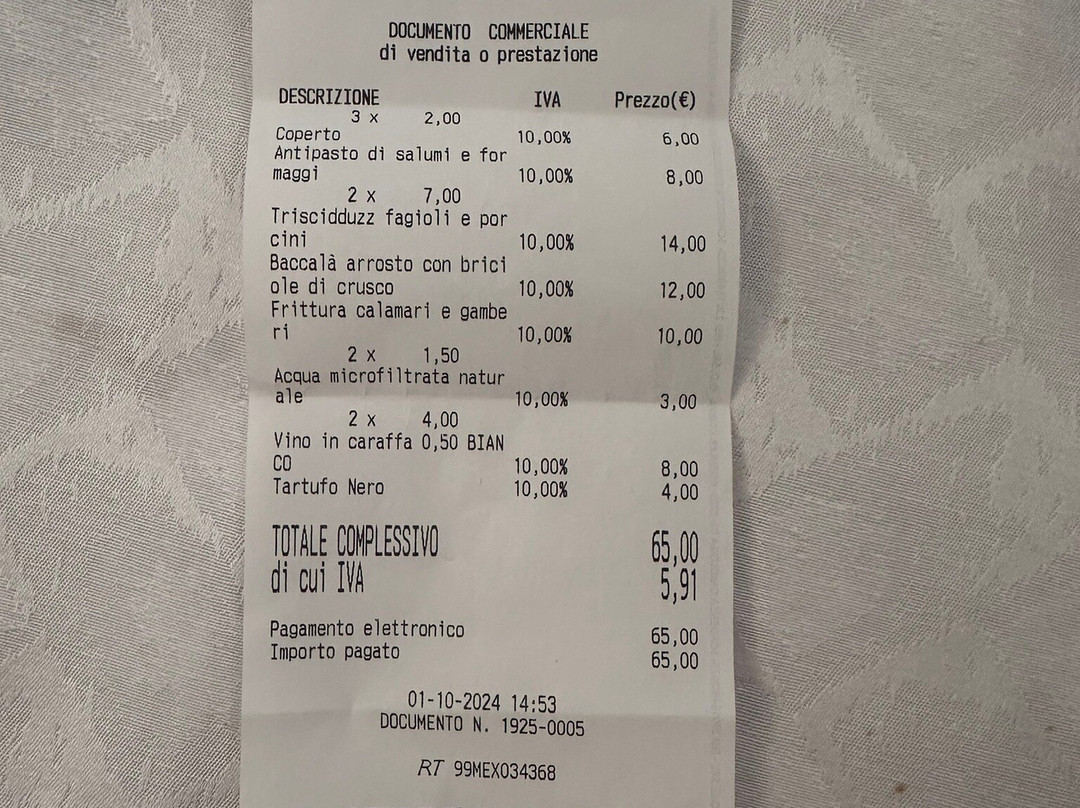 DOCUMENTO COMMERCIALE
di vendita o prestazione
DESCRIZIONE IVA Prezzo(€)
3 x 2,00
Coperto 10,00% 6,00
Antipasto di salumi e for
maggi 10,00% 8,00
2 x 7,00
Triscidduzz fagioli e por
cini 10,00% 14,00
Baccalà arrosto con brici
ole di crusco 10,00% 12,00
Frittura calamari e gambe
ri 10,00% 10,00
2 x 1,50
Acqua microfiltrata natur
ale 10,00% 3,00
2 x 4,00
Vino in caraffa 0,50 BIAN
CO 10,00% 8,00
Tartufo Nero 10,00% 4,00
TOTALE COMPLESSIVO 65,00
di cui IVA 5,91
Pagamento elettronico 65,00
Importo pagato 65,00
01-10-2024 14:53
DOCUMENTO N. 1925-0005
RT 99MEX034368